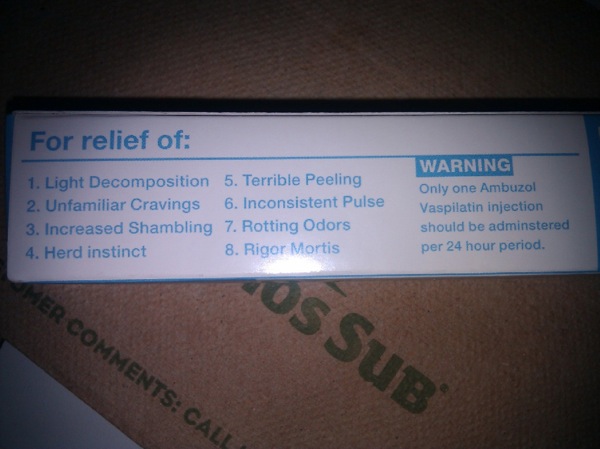 For relief of:
1. Light Decomposition
2. Unfamiliar Cravings
3. Increased Shambling
4. Herd instinct
5. Terrible Peeling
6. Inconsistent Pulse
7. Rotting Odors
8. Rigor Mortis
WARNING
Only one Ambuzol
Vaspilatin injection
should be adminstered
per 24 hour period.
SUB
COMMENTS: CALL